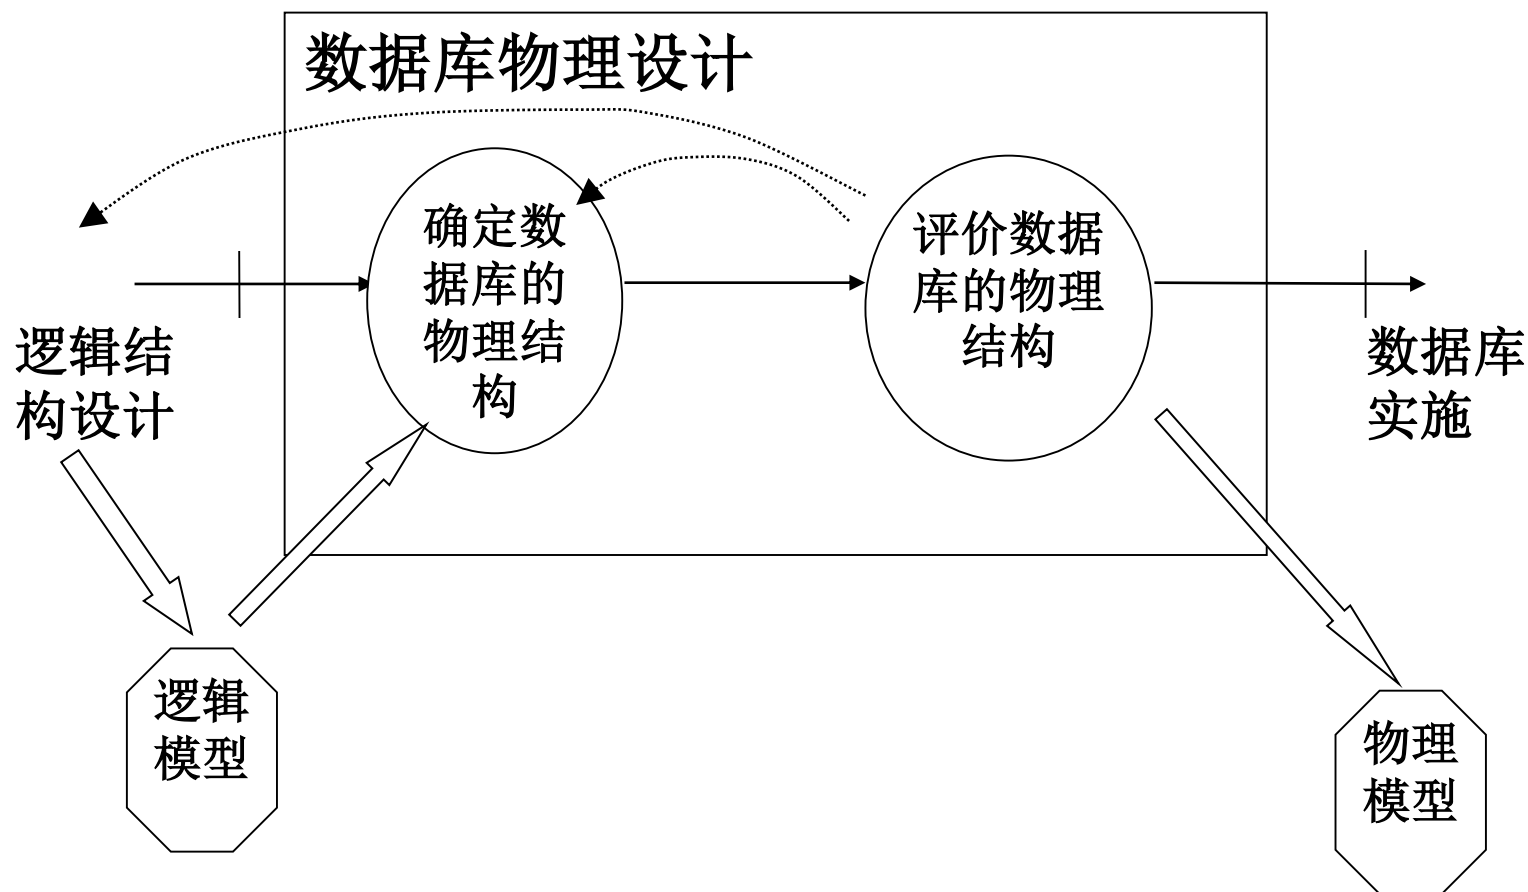 数据库物理设计
确定数
据库的
物理结
构
评价数据
库的物理
结构
逻辑结
构设计
数据库
实施
逻辑
模型
物理
模型